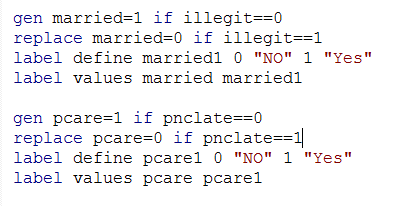 gen married=1 if illegit==0
replace married=0 if illegit==1
label define married1 0 "NO" 1 "Yes"
label values married married1
gen pcare=1 if pnclate==0
replace pcare=0 if pnclate==1
label define pcare1 0 "NO" 1 "Yes"
label values pcare pcare1